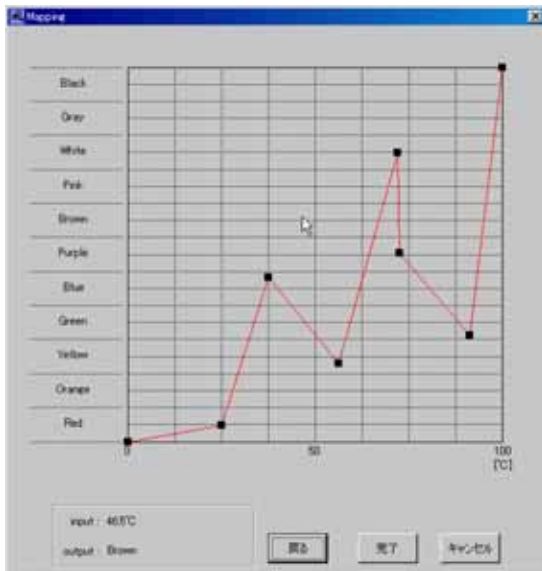 Mapping
Black
Gray
White
Pink
Brown
Purple
Blue
Green
Yellow
Orange
Red
0
50
100
[℃]
input : 46.5℃
output : Brown
戻る
完了
キャンセル